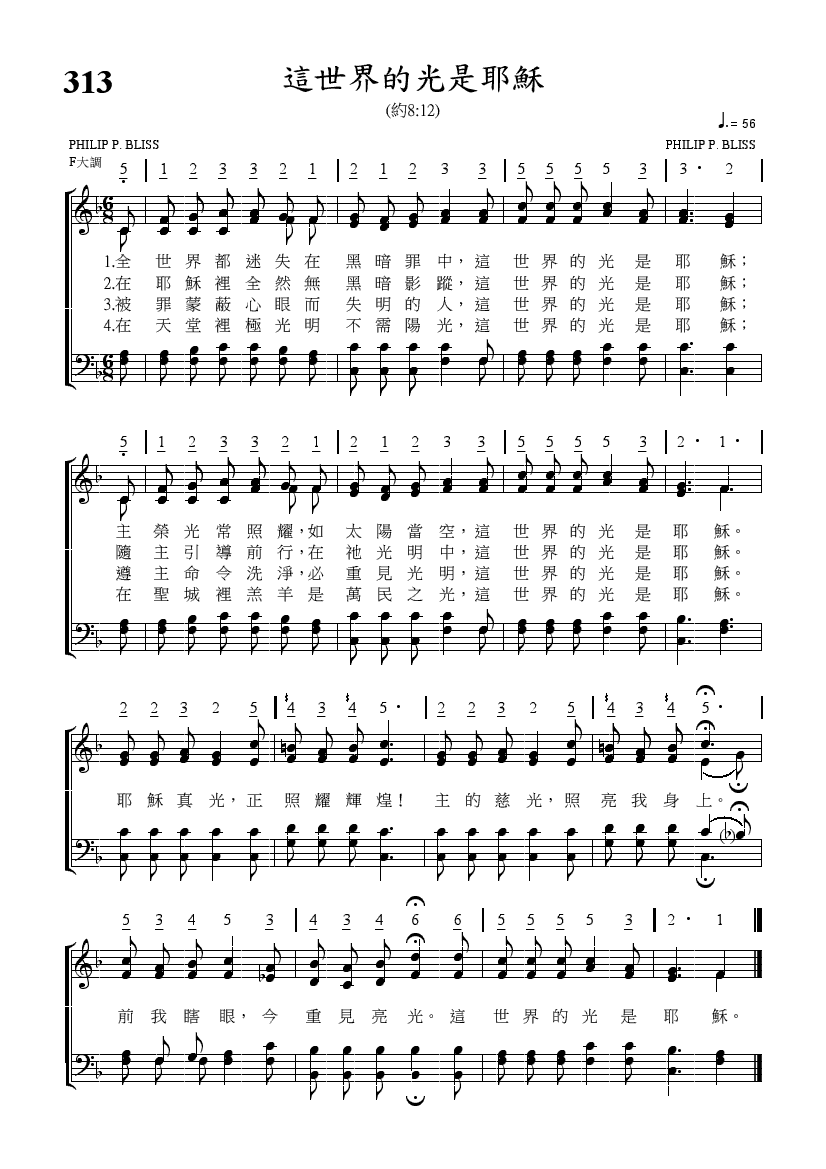 313
這世界的光是耶穌
(約8:12)
♩. = 56
PHILIP P. BLISS
PHILIP P. BLISS
F大調
5 | 1 2 3 3 2 1 | 2 1 2 3 3 | 5 5 5 5 3 | 3 · 2 |
1.全 世 界 都 迷 失 在 黑 暗 罪 中，這 世 界 的 光 是 耶 穌；
2.在 耶 穌 裡 全 然 無 黑 暗 影 蹤，這 世 界 的 光 是 耶 穌；
3.被 罪 蒙 蔽 心 眼 而 失 明 的 人，這 世 界 的 光 是 耶 穌；
4.在 天 堂 裡 極 光 明 不 需 陽 光，這 世 界 的 光 是 耶 穌；
5 | 1 2 3 3 2 1 | 2 1 2 3 3 | 5 5 5 5 3 | 2 · 1 · |
主 榮 光 常 照 耀，如 太 陽 當 空，這 世 界 的 光 是 耶 穌。
隨 主 引 導 前 行，在 祂 光 明 中，這 世 界 的 光 是 耶 穌。
遵 主 命 令 洗 淨，必 重 見 光 明，這 世 界 的 光 是 耶 穌。
在 聖 城 裡 羔 羊 是 萬 民 之 光，這 世 界 的 光 是 耶 穌。
2 2 3 2 5 | 4 3 4 5 · | 2 2 3 2 5 | 4 3 4 5 · |
耶 穌 真 光，正 照 耀 輝 煌！ 主 的 慈 光，照 亮 我 身 上。
5 3 4 5 3 | 4 3 4 6 6 | 5 5 5 5 3 | 2 · 1
前 我 瞎 眼，今 重 見 亮 光。這 世 界 的 光 是 耶 穌。